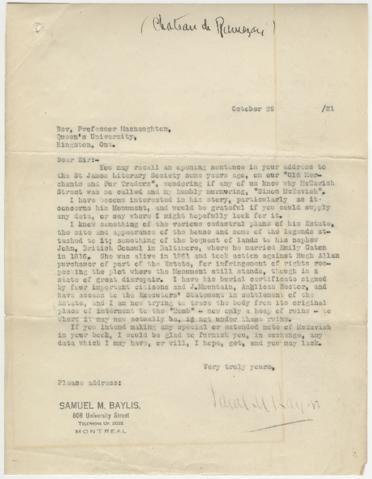 (Chateau de Ramezay)
October 28 /21
Rev. Professor Macnaughton,
Queen's University,
Kingston, Ont.
Dear Sir:-
You may recall an opening sentence in your address to
the St James Literary Society some years ago, on our "Old Mer-
chants and Fur Traders", wondering if any of us knew why McTavish
Street was so called and my humbly murmuring, "Simon McTavish".
I have become interested in his story, particularly as it
concerns his Monument, and would be grateful if you could supply
any data, or say where I might hopefully look for it.
I know something of the various cadastral plans of his Estate,
the site and appearance of the house and some of the legends at-
tached to it; something of the bequest of lands to his nephew
John, British Consul in Baltimore, where he married Emily Caten
in 1816. She was alive in 1861 and took action against Hugh Allan
purchaser of part of the Estate, for infringement of rights res-
pecting the plot where the Monument still stands, though in a
state of great disrepair. I have his burial certificate signed
by four important citizens and J.Mountain, Anglican Rector, and
have access to the Executors' Statement in settlement of the
Estate, and I am now trying to trace the body from its original
place of interment to the "Tomb" - now only a heap of ruins - to
where it may now actually be, if not under these ruins.
If you intend making any special or extended note of McTavish
in your book, I would be glad to furnish you, in exchange, any
data which I may have, or will, I hope, get, and you may lack.
Very truly yours,
Please address:
SAMUEL M. BAYLIS,
808 University Street
MONTREAL